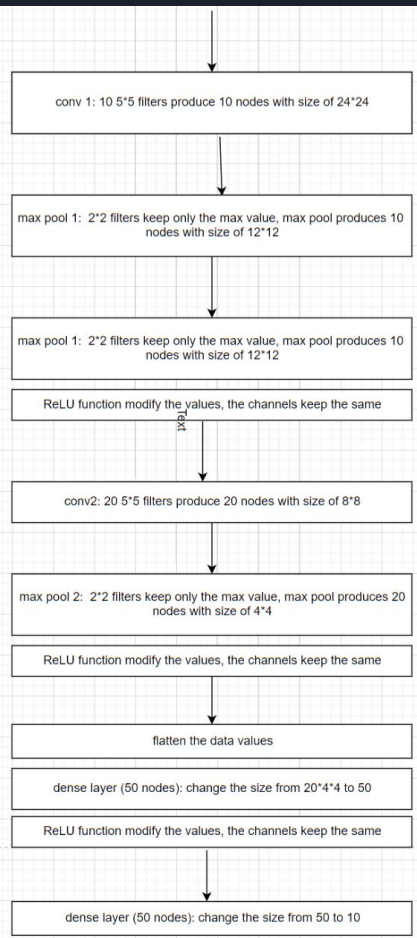 conv 1: 10 5*5 filters produce 10 nodes with size of 24*24
max pool 1:  2*2 filters keep only the max value, max pool produces 10
nodes with size of 12*12
max pool 1:  2*2 filters keep only the max value, max pool produces 10
nodes with size of 12*12
ReLU function modify the values, the channels keep the same
Text
conv2: 20 5*5 filters produce 20 nodes with size of 8*8
max pool 2:  2*2 filters keep only the max value, max pool produces 20
nodes with size of 4*4
ReLU function modify the values, the channels keep the same
flatten the data values
dense layer (50 nodes): change the size from 20*4*4 to 50
ReLU function modify the values, the channels keep the same
dense layer (50 nodes): change the size from 50 to 10